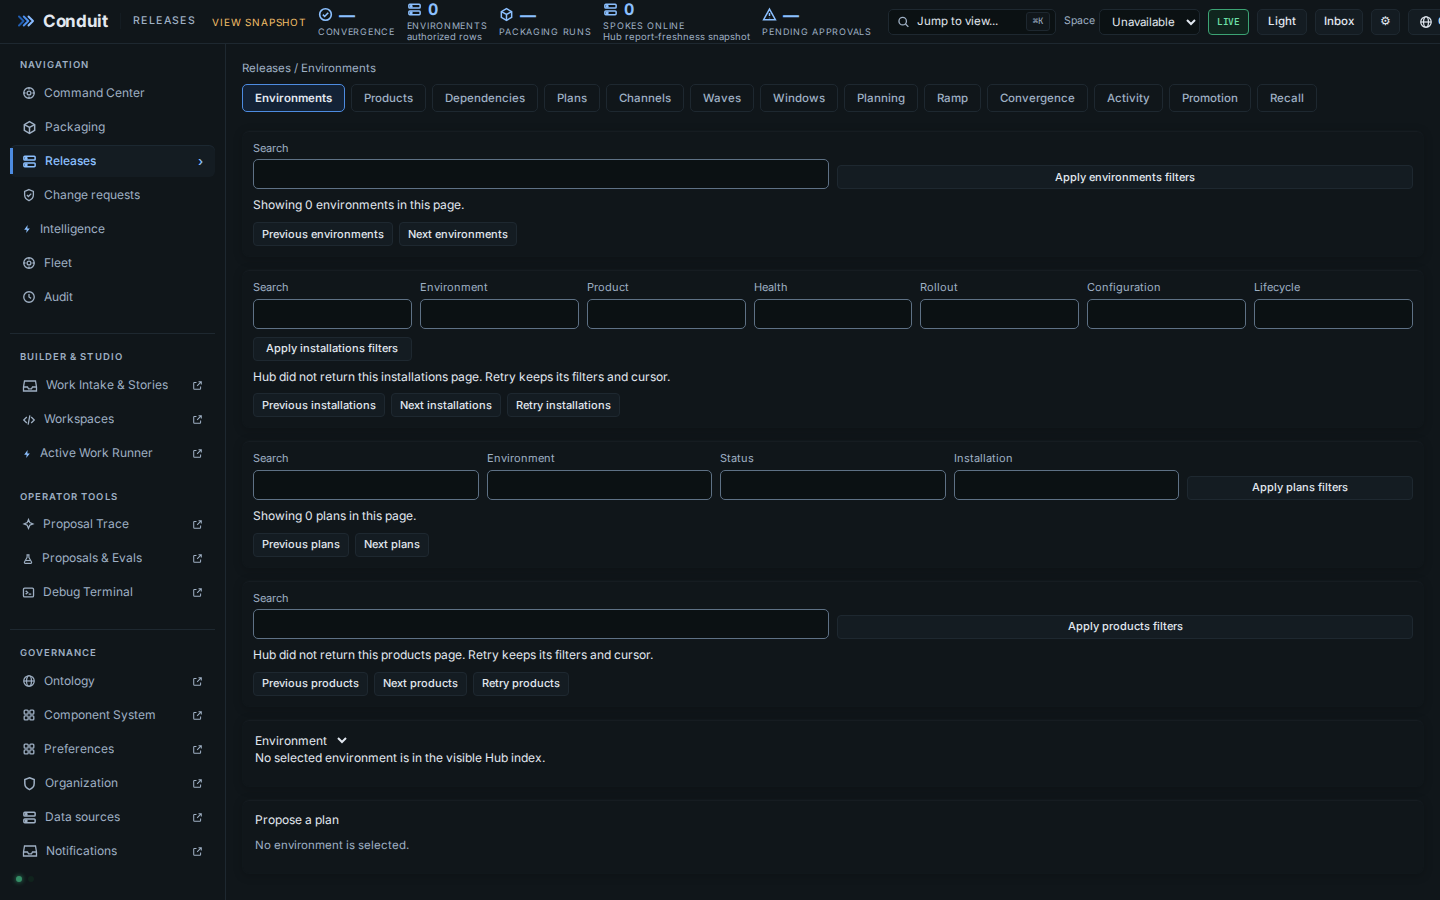 Conduit
RELEASES
VIEW SNAPSHOT
—
CONVERGENCE
0
ENVIRONMENTS
authorized rows
—
PACKAGING RUNS
0
SPOKES ONLINE
Hub report-freshness snapshot
—
PENDING APPROVALS
Jump to view... ⌘K
Space
Unavailable
LIVE
Light
Inbox
NAVIGATION
Command Center
Packaging
Releases ›
Change requests
Intelligence
Fleet
Audit
BUILDER & STUDIO
Work Intake & Stories
Workspaces
Active Work Runner
OPERATOR TOOLS
Proposal Trace
Proposals & Evals
Debug Terminal
GOVERNANCE
Ontology
Component System
Preferences
Organization
Data sources
Notifications
Releases / Environments
Environments Products Dependencies Plans Channels Waves Windows Planning Ramp Convergence Activity Promotion Recall
Search
Apply environments filters
Showing 0 environments in this page.
Previous environments Next environments
Search Environment Product Health Rollout Configuration Lifecycle
Apply installations filters
Hub did not return this installations page. Retry keeps its filters and cursor.
Previous installations Next installations Retry installations
Search Environment Status Installation
Apply plans filters
Showing 0 plans in this page.
Previous plans Next plans
Search
Apply products filters
Hub did not return this products page. Retry keeps its filters and cursor.
Previous products Next products Retry products
Environment
No selected environment is in the visible Hub index.
Propose a plan
No environment is selected.